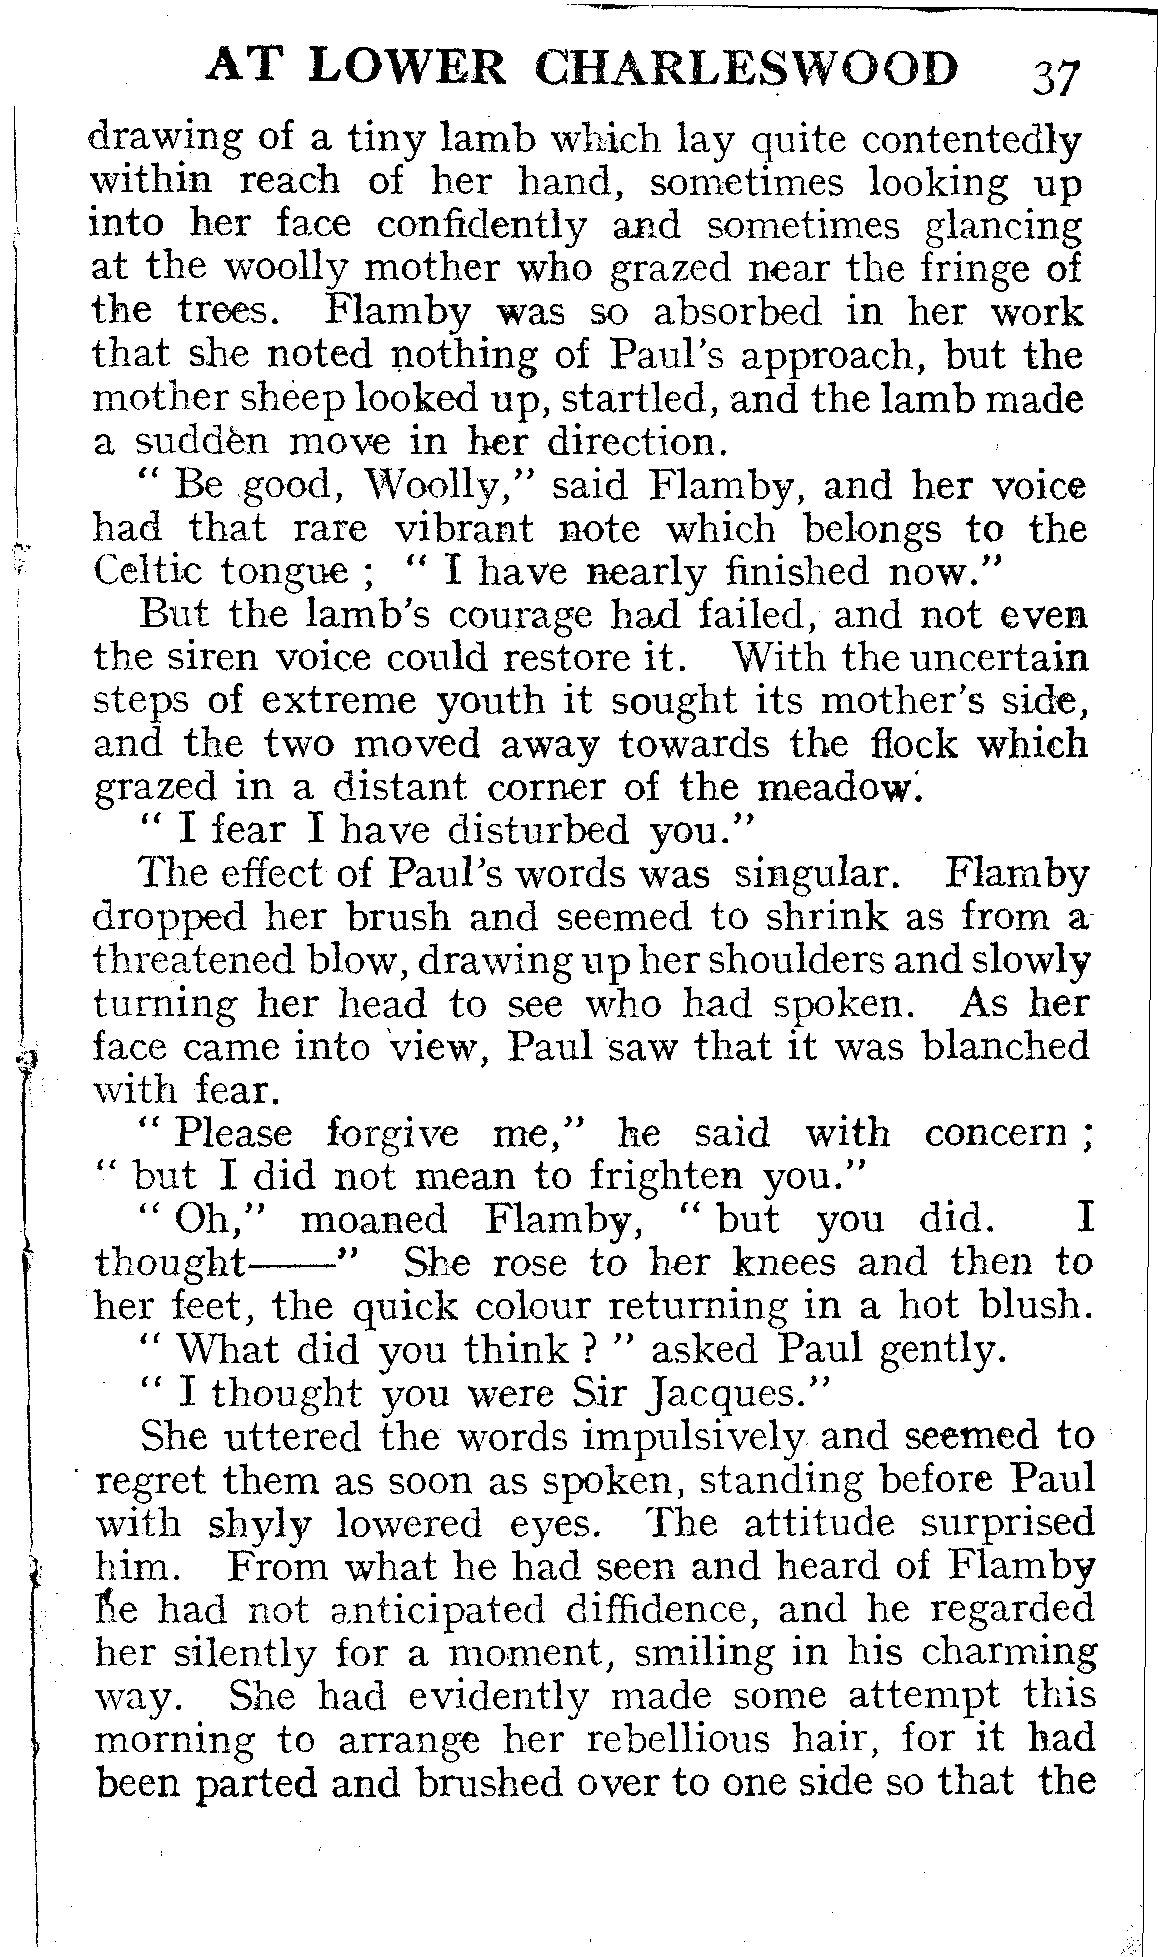 AT LOWER CHARLESWOOD 37
drawing of a tiny lamb which lay quite contentedly
within reach of her hand, sometimes looking up
into her face confidently and sometimes glancing
at the woolly mother who grazed near the fringe of
the trees. Flamby was so absorbed in her work
that she noted nothing of Paul's approach, but the
mother sheep looked up, startled, and the lamb made
a sudden move in her direction.
“ Be good, Woolly,” said Flamby, and her voice
had that rare vibrant note which belongs to the
Celtic tongue ; “ I have nearly finished now.”
But the lamb's courage had failed, and not even
the siren voice could restore it. With the uncertain
steps of extreme youth it sought its mother's side,
and the two moved away towards the flock which
grazed in a distant corner of the meadow.
“ I fear I have disturbed you.”
The effect of Paul's words was singular. Flamby
dropped her brush and seemed to shrink as from a
threatened blow, drawing up her shoulders and slowly
turning her head to see who had spoken. As her
face came into view, Paul saw that it was blanched
with fear.
“ Please forgive me,” he said with concern ;
“ but I did not mean to frighten you.”
“ Oh,” moaned Flamby, “ but you did. I
thought——” She rose to her knees and then to
her feet, the quick colour returning in a hot blush.
“ What did you think ? ” asked Paul gently.
“ I thought you were Sir Jacques.”
She uttered the words impulsively and seemed to
regret them as soon as spoken, standing before Paul
with shyly lowered eyes. The attitude surprised
him. From what he had seen and heard of Flamby
he had not anticipated diffidence, and he regarded
her silently for a moment, smiling in his charming
way. She had evidently made some attempt this
morning to arrange her rebellious hair, for it had
been parted and brushed over to one side so that the